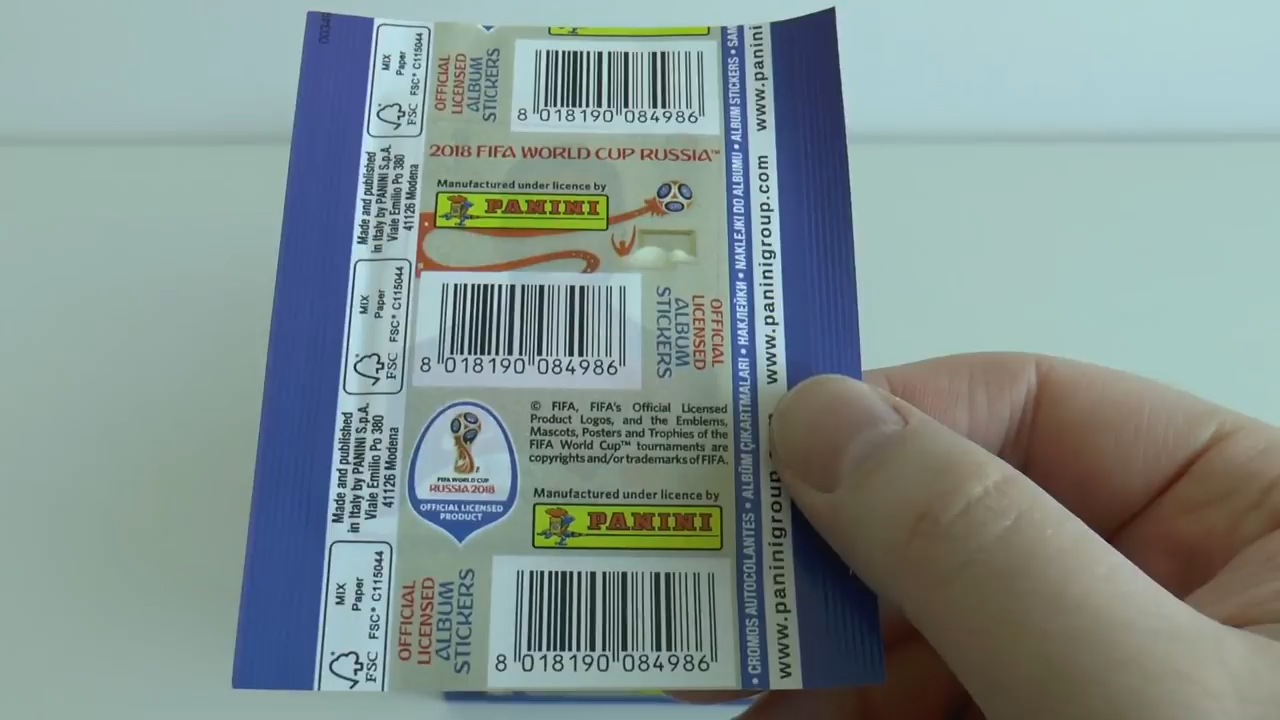 MIX
Paper
FSC® C115044
FSC
Made and published
in Italy by PANINI S.p.A.
Viale Emilio Po 380
41126 Modena
MIX
Paper
FSC® C115044
FSC
Made and published
in Italy by PANINI S.p.A.
Viale Emilio Po 380
41126 Modena
MIX
Paper
FSC® C115044
FSC
OFFICIAL
LICENSED
ALBUM
STICKERS
8 018190 084986
2018 FIFA WORLD CUP RUSSIA™
Manufactured under licence by
PANINI
8 018190 084986
OFFICIAL
LICENSED
ALBUM
STICKERS
FIFA WORLD CUP
RUSSIA 2018
OFFICIAL LICENSED
PRODUCT
© FIFA, FIFA's Official Licensed
Product Logos, and the Emblems,
Mascots, Posters and Trophies of the
FIFA World Cup™ tournaments are
copyrights and/or trademarks of FIFA.
Manufactured under licence by
PANINI
OFFICIAL
LICENSED
ALBUM
STICKERS
8 018190 084986
• CROMOS AUTOCOLANTES • ALBÜM ÇIKARTMALARI • НАКЛЕЙКИ • NAKLEJKI DO ALBUMU • ALBUM STICKERS •
www.paninigroup www.paninigroup.com www.panini